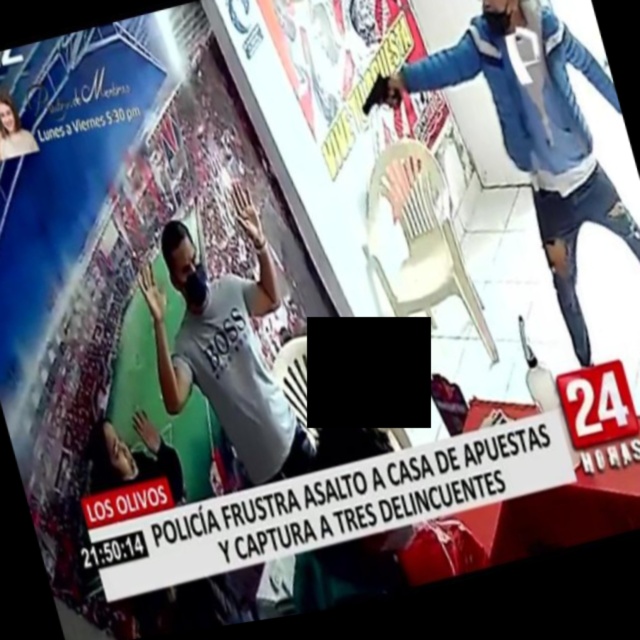 Lunes a Viernes 5:30 pm
BOSS
24
HORAS
LOS OLIVOS
21:50:14
POLICÍA FRUSTRA ASALTO A CASA DE APUESTAS
Y CAPTURA A TRES DELINCUENTES